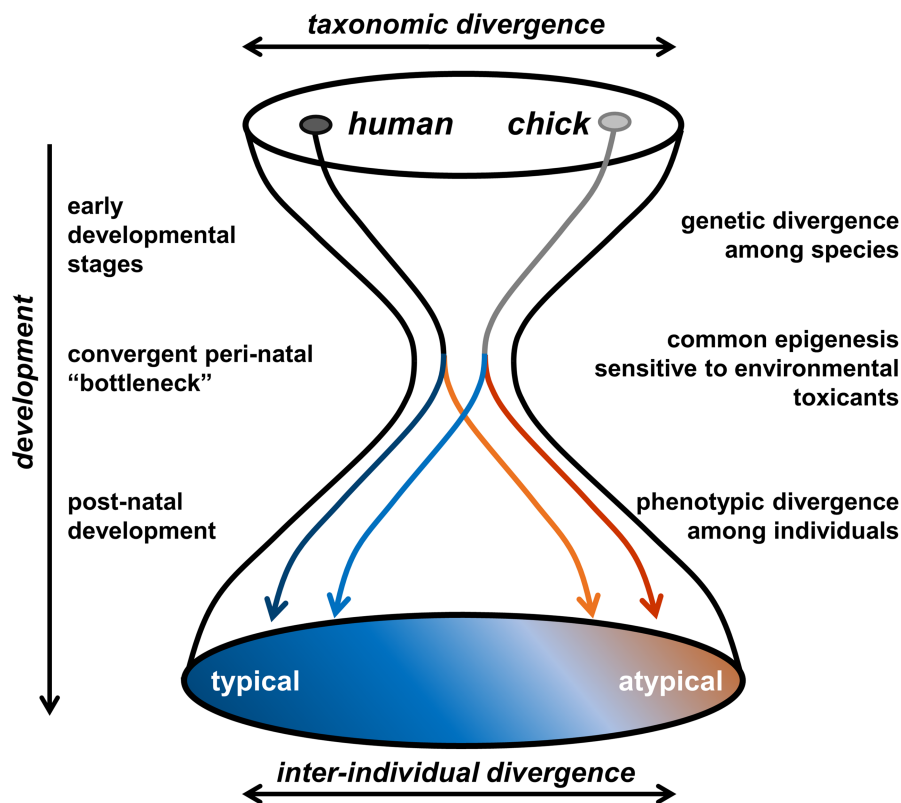 taxonomic divergence
human
chick
early
developmental
stages
genetic divergence
among species
development
convergent peri-natal
“bottleneck”
common epigenesis
sensitive to environmental
toxicants
post-natal
development
phenotypic divergence
among individuals
typical
atypical
inter-individual divergence